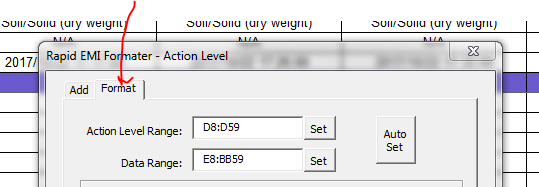 Soil/Solid (dry weight) Soil/Solid (dry weight) Soil/Solid (dry weight)
N/A N/A N/A
2017/
Rapid EMI Formater - Action Level
Add Format
Action Level Range: D8:D59 Set
Auto Set
Data Range: E8:BB59 Set